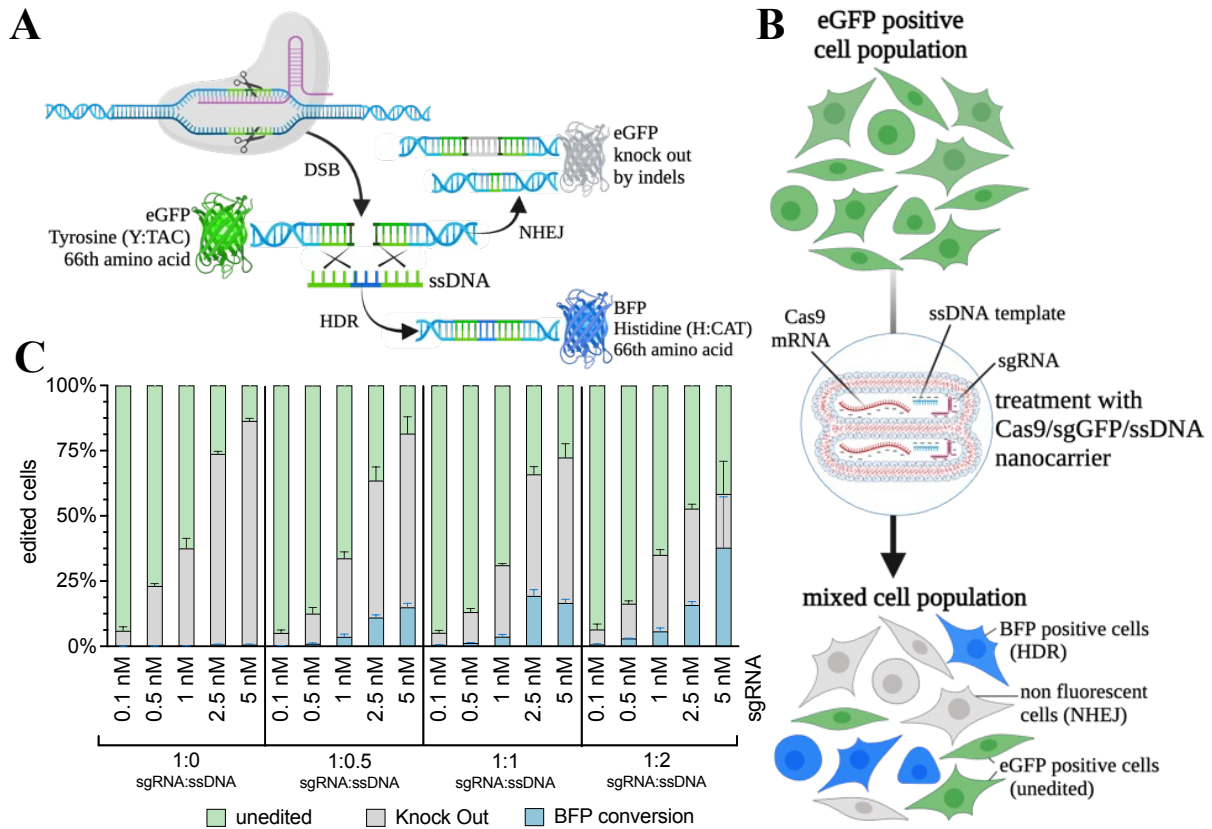 A
DSB
eGFP
knock out
by indels
NHEJ
eGFP
Tyrosine (Y:TAC)
66th amino acid
ssDNA
HDR
BFP
Histidine (H:CAT)
66th amino acid
B
eGFP positive
cell population
Cas9
mRNA
ssDNA template
sgRNA
treatment with
Cas9/sgGFP/ssDNA
nanocarrier
mixed cell population
BFP positive cells
(HDR)
non fluorescent
cells (NHEJ)
eGFP positive cells
(unedited)
C
edited cells
100%
75%
50%
25%
0%
0.1 nM
0.5 nM
1 nM
2.5 nM
5 nM
0.1 nM
0.5 nM
1 nM
2.5 nM
5 nM
0.1 nM
0.5 nM
1 nM
2.5 nM
5 nM
0.1 nM
0.5 nM
1 nM
2.5 nM
5 nM
sgRNA
1:0
sgRNA:ssDNA
1:0.5
sgRNA:ssDNA
1:1
sgRNA:ssDNA
1:2
sgRNA:ssDNA
unedited
Knock Out
BFP conversion